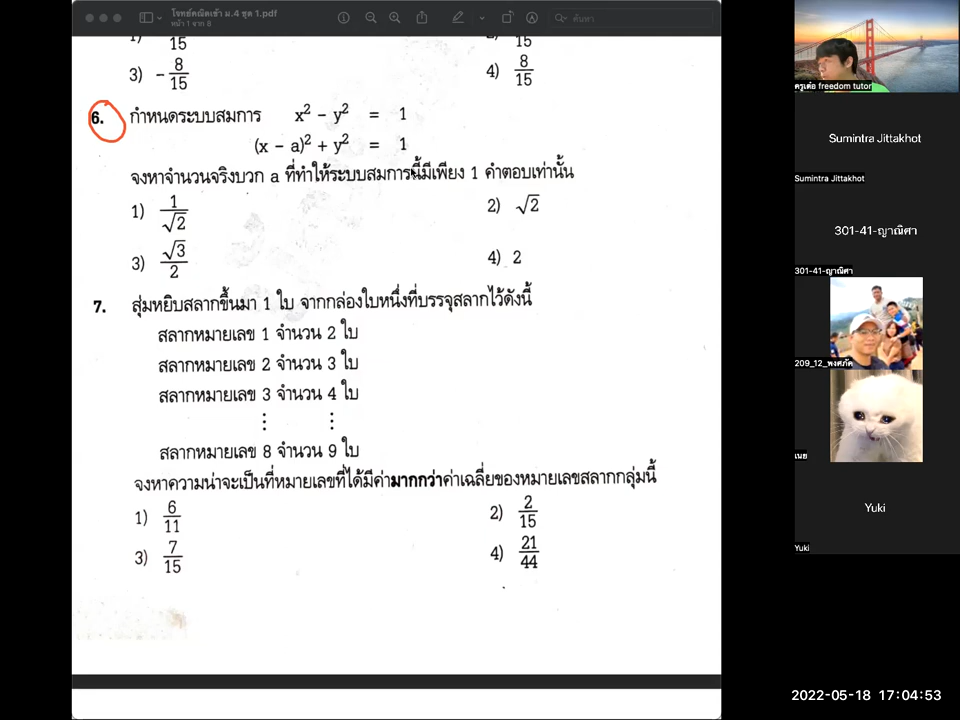 โจทย์คณิตเข้า ม.4 ชุด 1.pdf
หน้า 1 จาก 8
ค้นหา
1) 15
2) 15
3) - 8/15
4) 8/15
6. กำหนดระบบสมการ x² - y² = 1
(x - a)² + y² = 1
จงหาจำนวนจริงบวก a ที่ทำให้ระบบสมการนี้มีเพียง 1 คำตอบเท่านั้น
1) 1/√2
2) √2
3) √3/2
4) 2
7. สุ่มหยิบสลากขึ้นมา 1 ใบ จากกล่องใบหนึ่งที่บรรจุสลากไว้ดังนี้
สลากหมายเลข 1 จำนวน 2 ใบ
สลากหมายเลข 2 จำนวน 3 ใบ
สลากหมายเลข 3 จำนวน 4 ใบ
⋮ ⋮
สลากหมายเลข 8 จำนวน 9 ใบ
จงหาความน่าจะเป็นที่หมายเลขที่ได้มีค่ามากกว่าค่าเฉลี่ยของหมายเลขสลากกลุ่มนี้
1) 6/11
2) 2/15
3) 7/15
4) 21/44
ครูเต๋อ freedom tutor
Sumintra Jittakhot
Sumintra Jittakhot
301-41-ญาณิศา
301-41-ญาณิศา
209_12_พงศภัค
เนย
Yuki
Yuki
2022-05-18 17:04:53